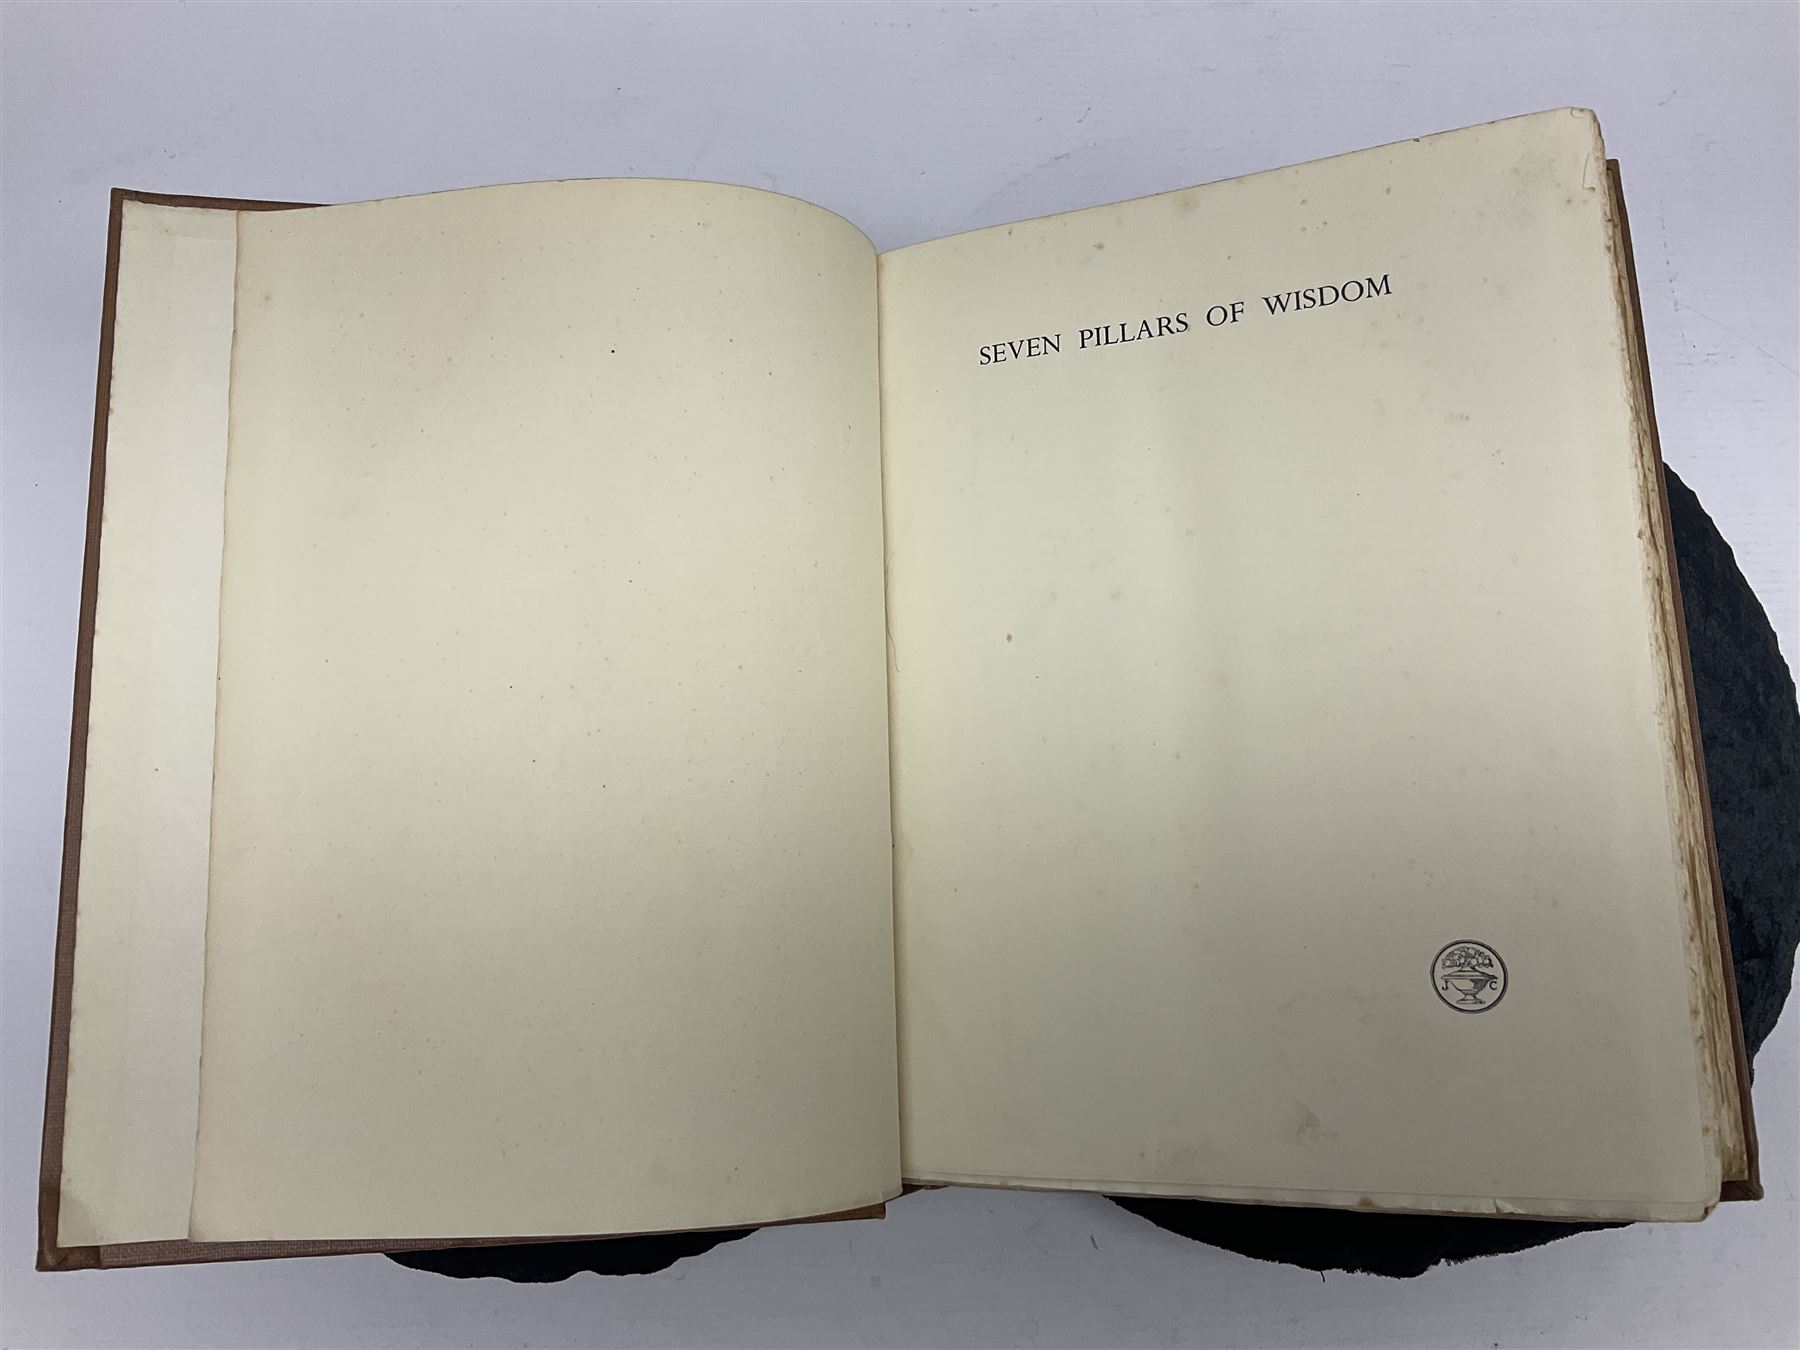 SEVEN PILLARS OF WISDOM
J C